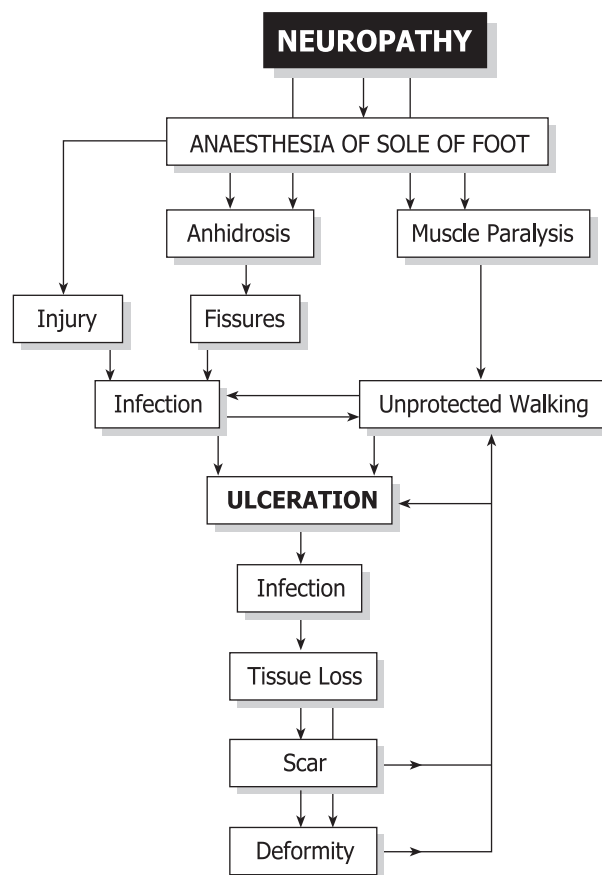 NEUROPATHY
ANAESTHESIA OF SOLE OF FOOT
Anhidrosis
Muscle Paralysis
Injury
Fissures
Infection
Unprotected Walking
ULCERATION
Infection
Tissue Loss
Scar
Deformity